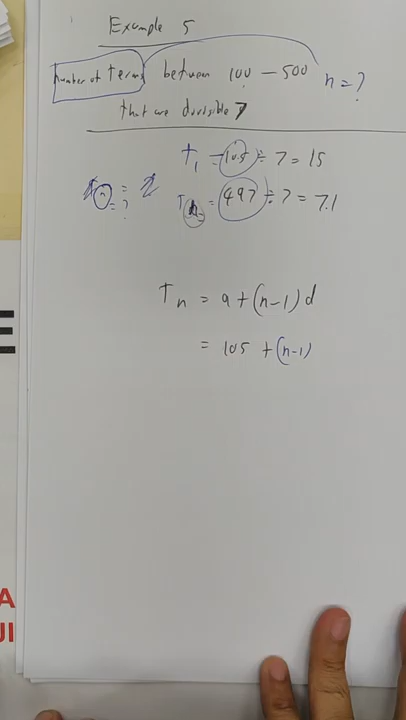 Example 5
number of terms between 100 - 500 n = ?
that are divisible 7
T1 = 105 ÷ 7 = 15
= 497 ÷ 7 = 71
= ?
Tn = a + (n-1) d
= 105 + (n-1)
E
A
JI